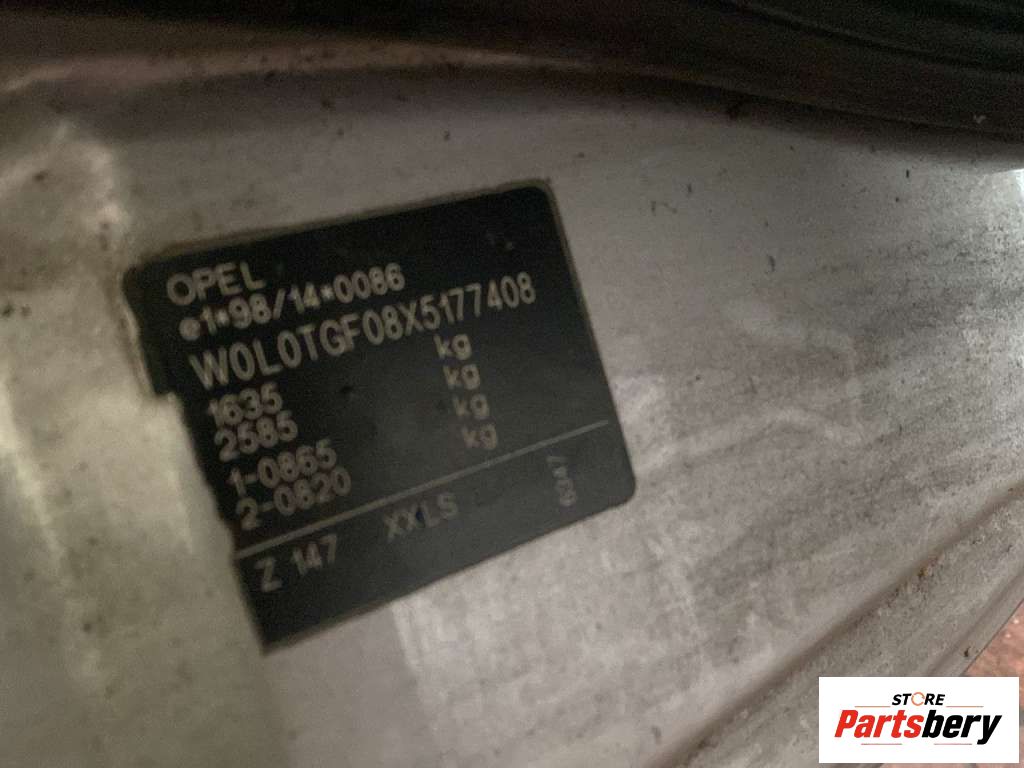 OPEL
e1*98/14*0086
W0L0TGF08X5177408
1635 kg
2585 kg
1-0865 kg
2-0820 kg
Z 147 XXLS
STORE
Partsbery